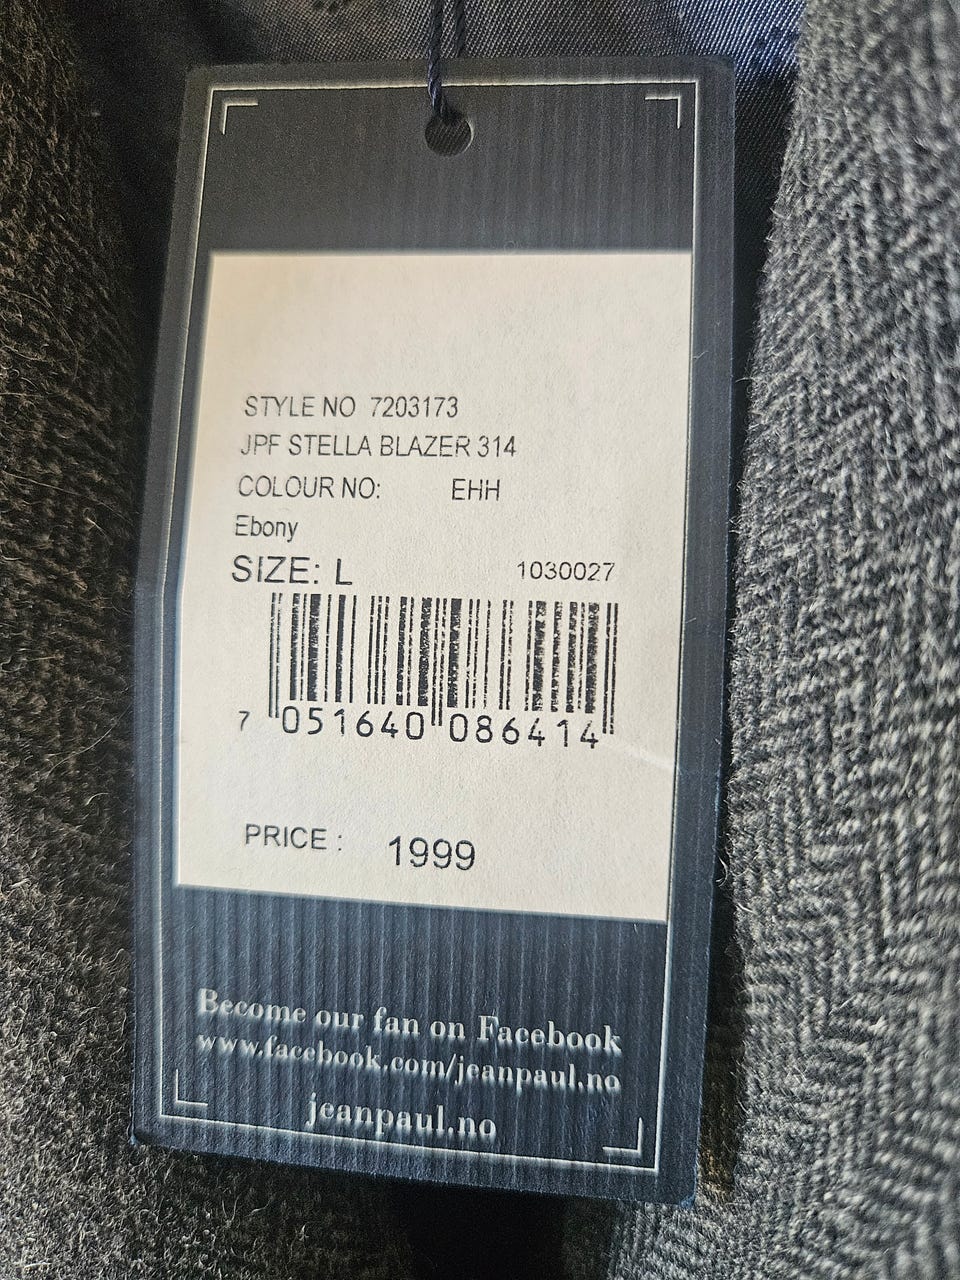 STYLE NO 7203173
JPF STELLA BLAZER 314
COLOUR NO: EHH
Ebony
SIZE: L 1030027
7 051640 086414
PRICE : 1999
Become our fan on Facebook
www.facebook.com/jeanpaul.no
jeanpaul.no